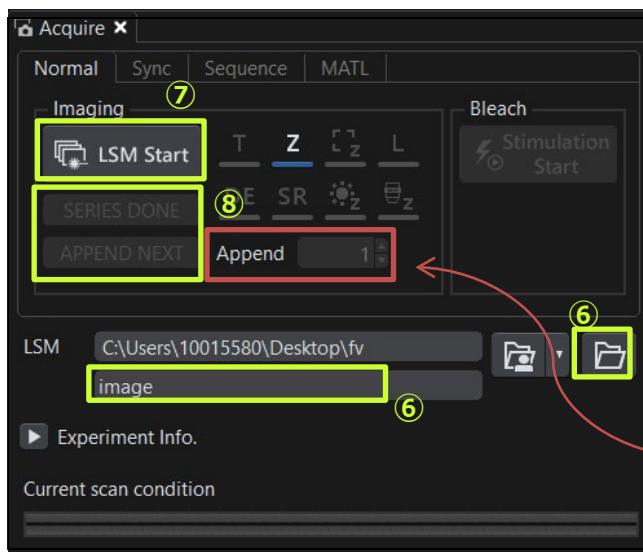 Acquire ×
Normal Sync Sequence MATL
⑦
Imaging
Bleach
LSM Start
T Z Z L
Stimulation Start
SERIES DONE
⑧
E SR Z Z
APPEND NEXT
Append 1
⑥
LSM C:\Users\10015580\Desktop\fv
image
⑥
Experiment Info.
Current scan condition